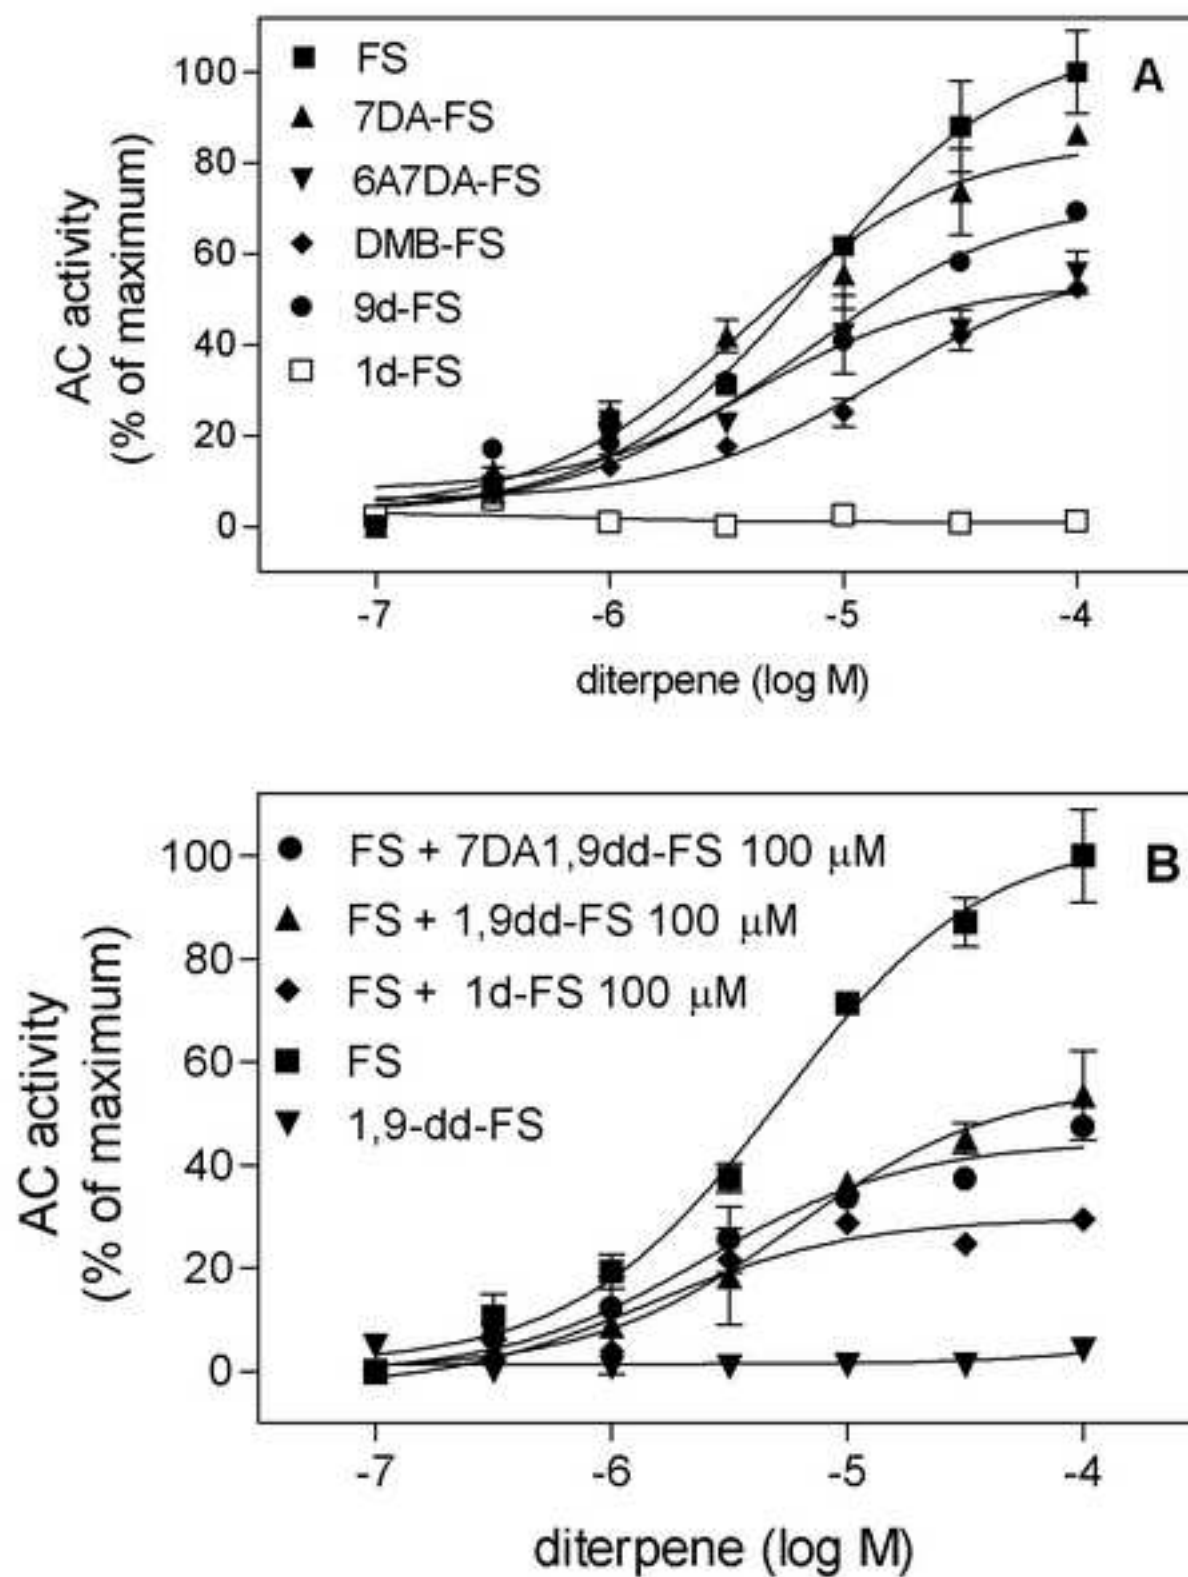 A
FS
7DA-FS
6A7DA-FS
DMB-FS
9d-FS
1d-FS
AC activity
(% of maximum)
100
80
60
40
20
0
-7 -6 -5 -4
diterpene (log M)
B
FS + 7DA1,9dd-FS 100 μM
FS + 1,9dd-FS 100 μM
FS + 1d-FS 100 μM
FS
1,9-dd-FS
AC activity
(% of maximum)
100
80
60
40
20
0
-7 -6 -5 -4
diterpene (log M)